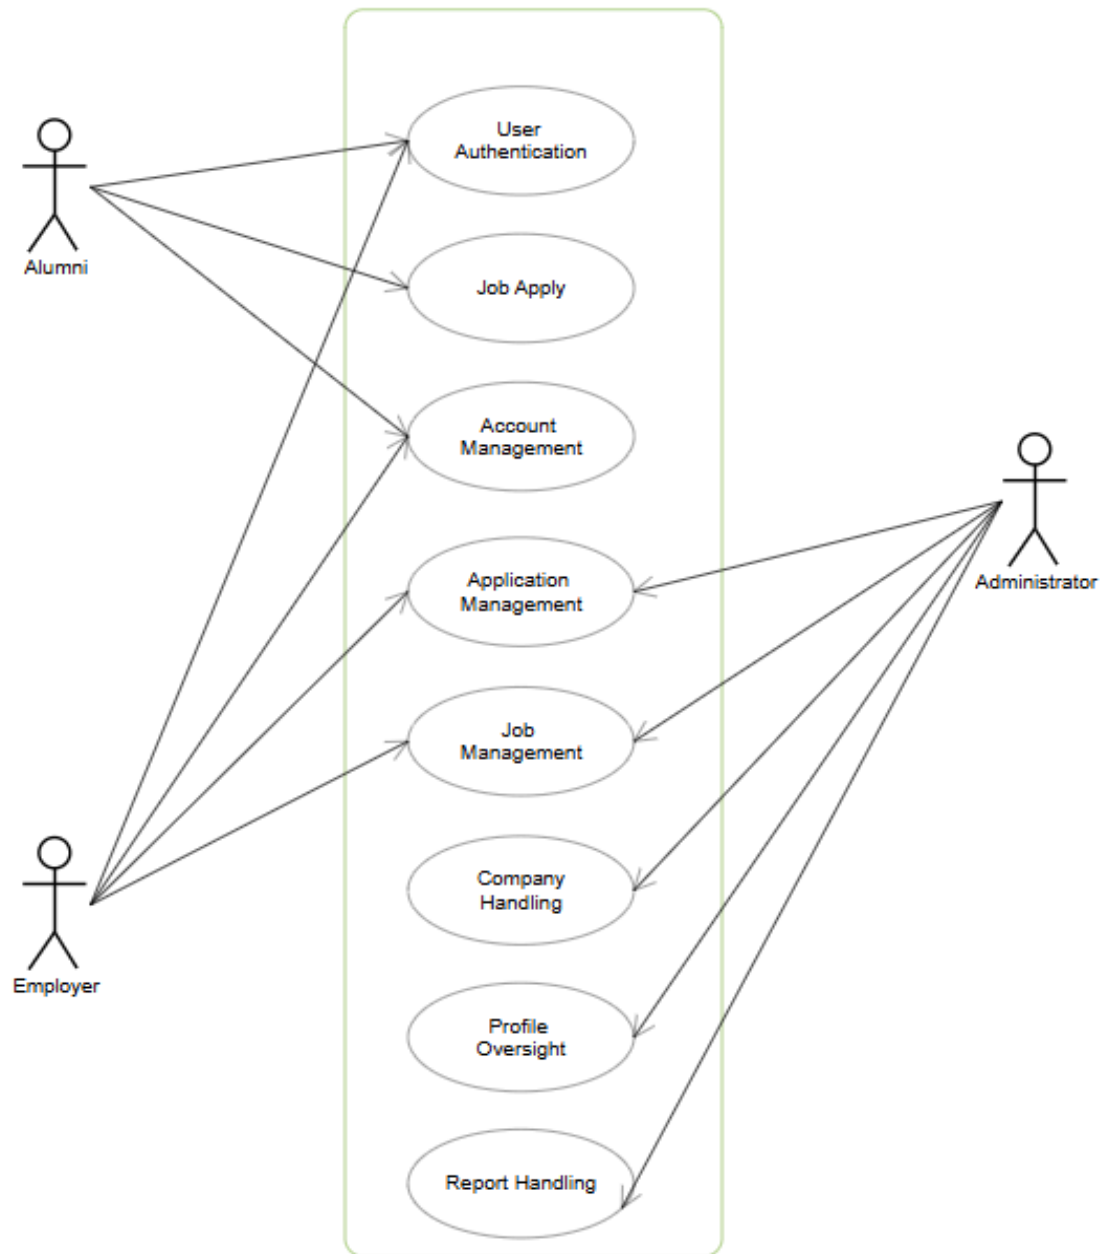 User
Authentication
Alumni
Job Apply
Account
Management
Application
Management
Administrator
Job
Management
Company
Handling
Employer
Profile
Oversight
Report Handling